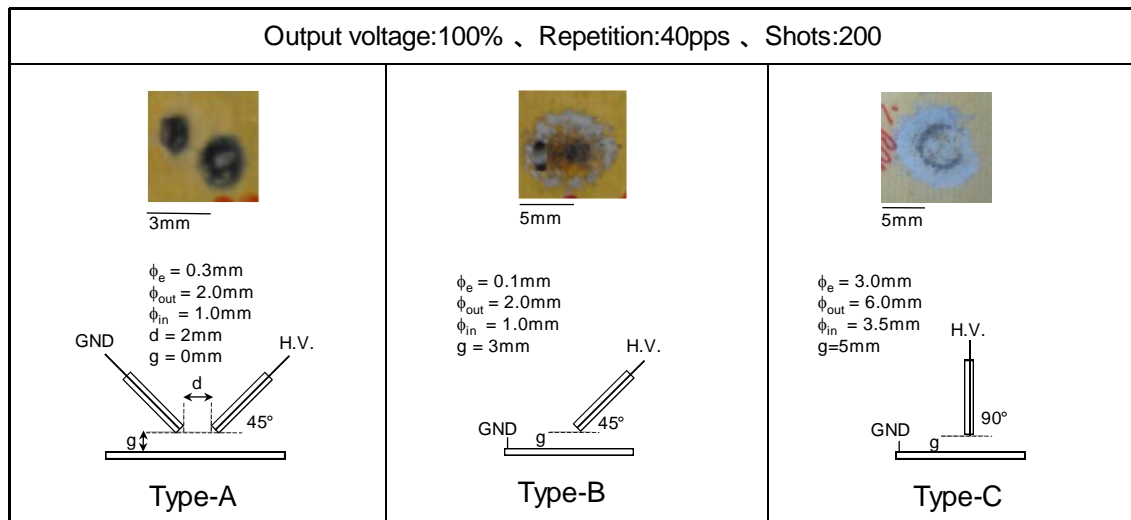 Output voltage:100% 、Repetition:40pps 、Shots:200
3mm
ϕe = 0.3mm
ϕout = 2.0mm
ϕin = 1.0mm
d = 2mm
g = 0mm
GND
H.V.
d
45°
g
Type-A
5mm
ϕe = 0.1mm
ϕout = 2.0mm
ϕin = 1.0mm
g = 3mm
H.V.
GND
g
45°
Type-B
5mm
ϕe = 3.0mm
ϕout = 6.0mm
ϕin = 3.5mm
g=5mm
H.V.
90°
GND
g
Type-C